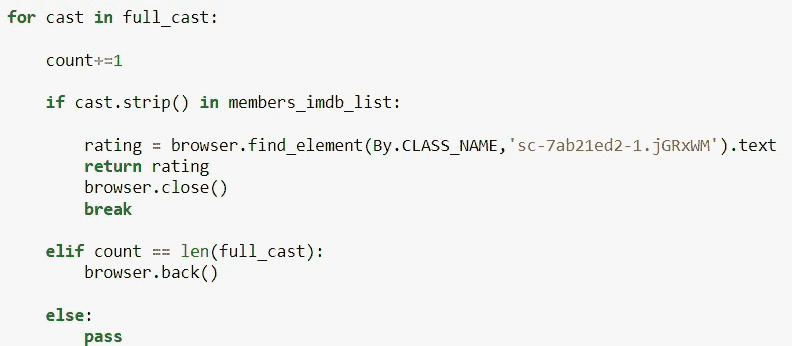 for cast in full_cast:
count+=1
if cast.strip() in members_imdb_list:
rating = browser.find_element(By.CLASS_NAME,'sc-7ab21ed2-1.jGRxWM').text
return rating
browser.close()
break
elif count == len(full_cast):
browser.back()
else:
pass